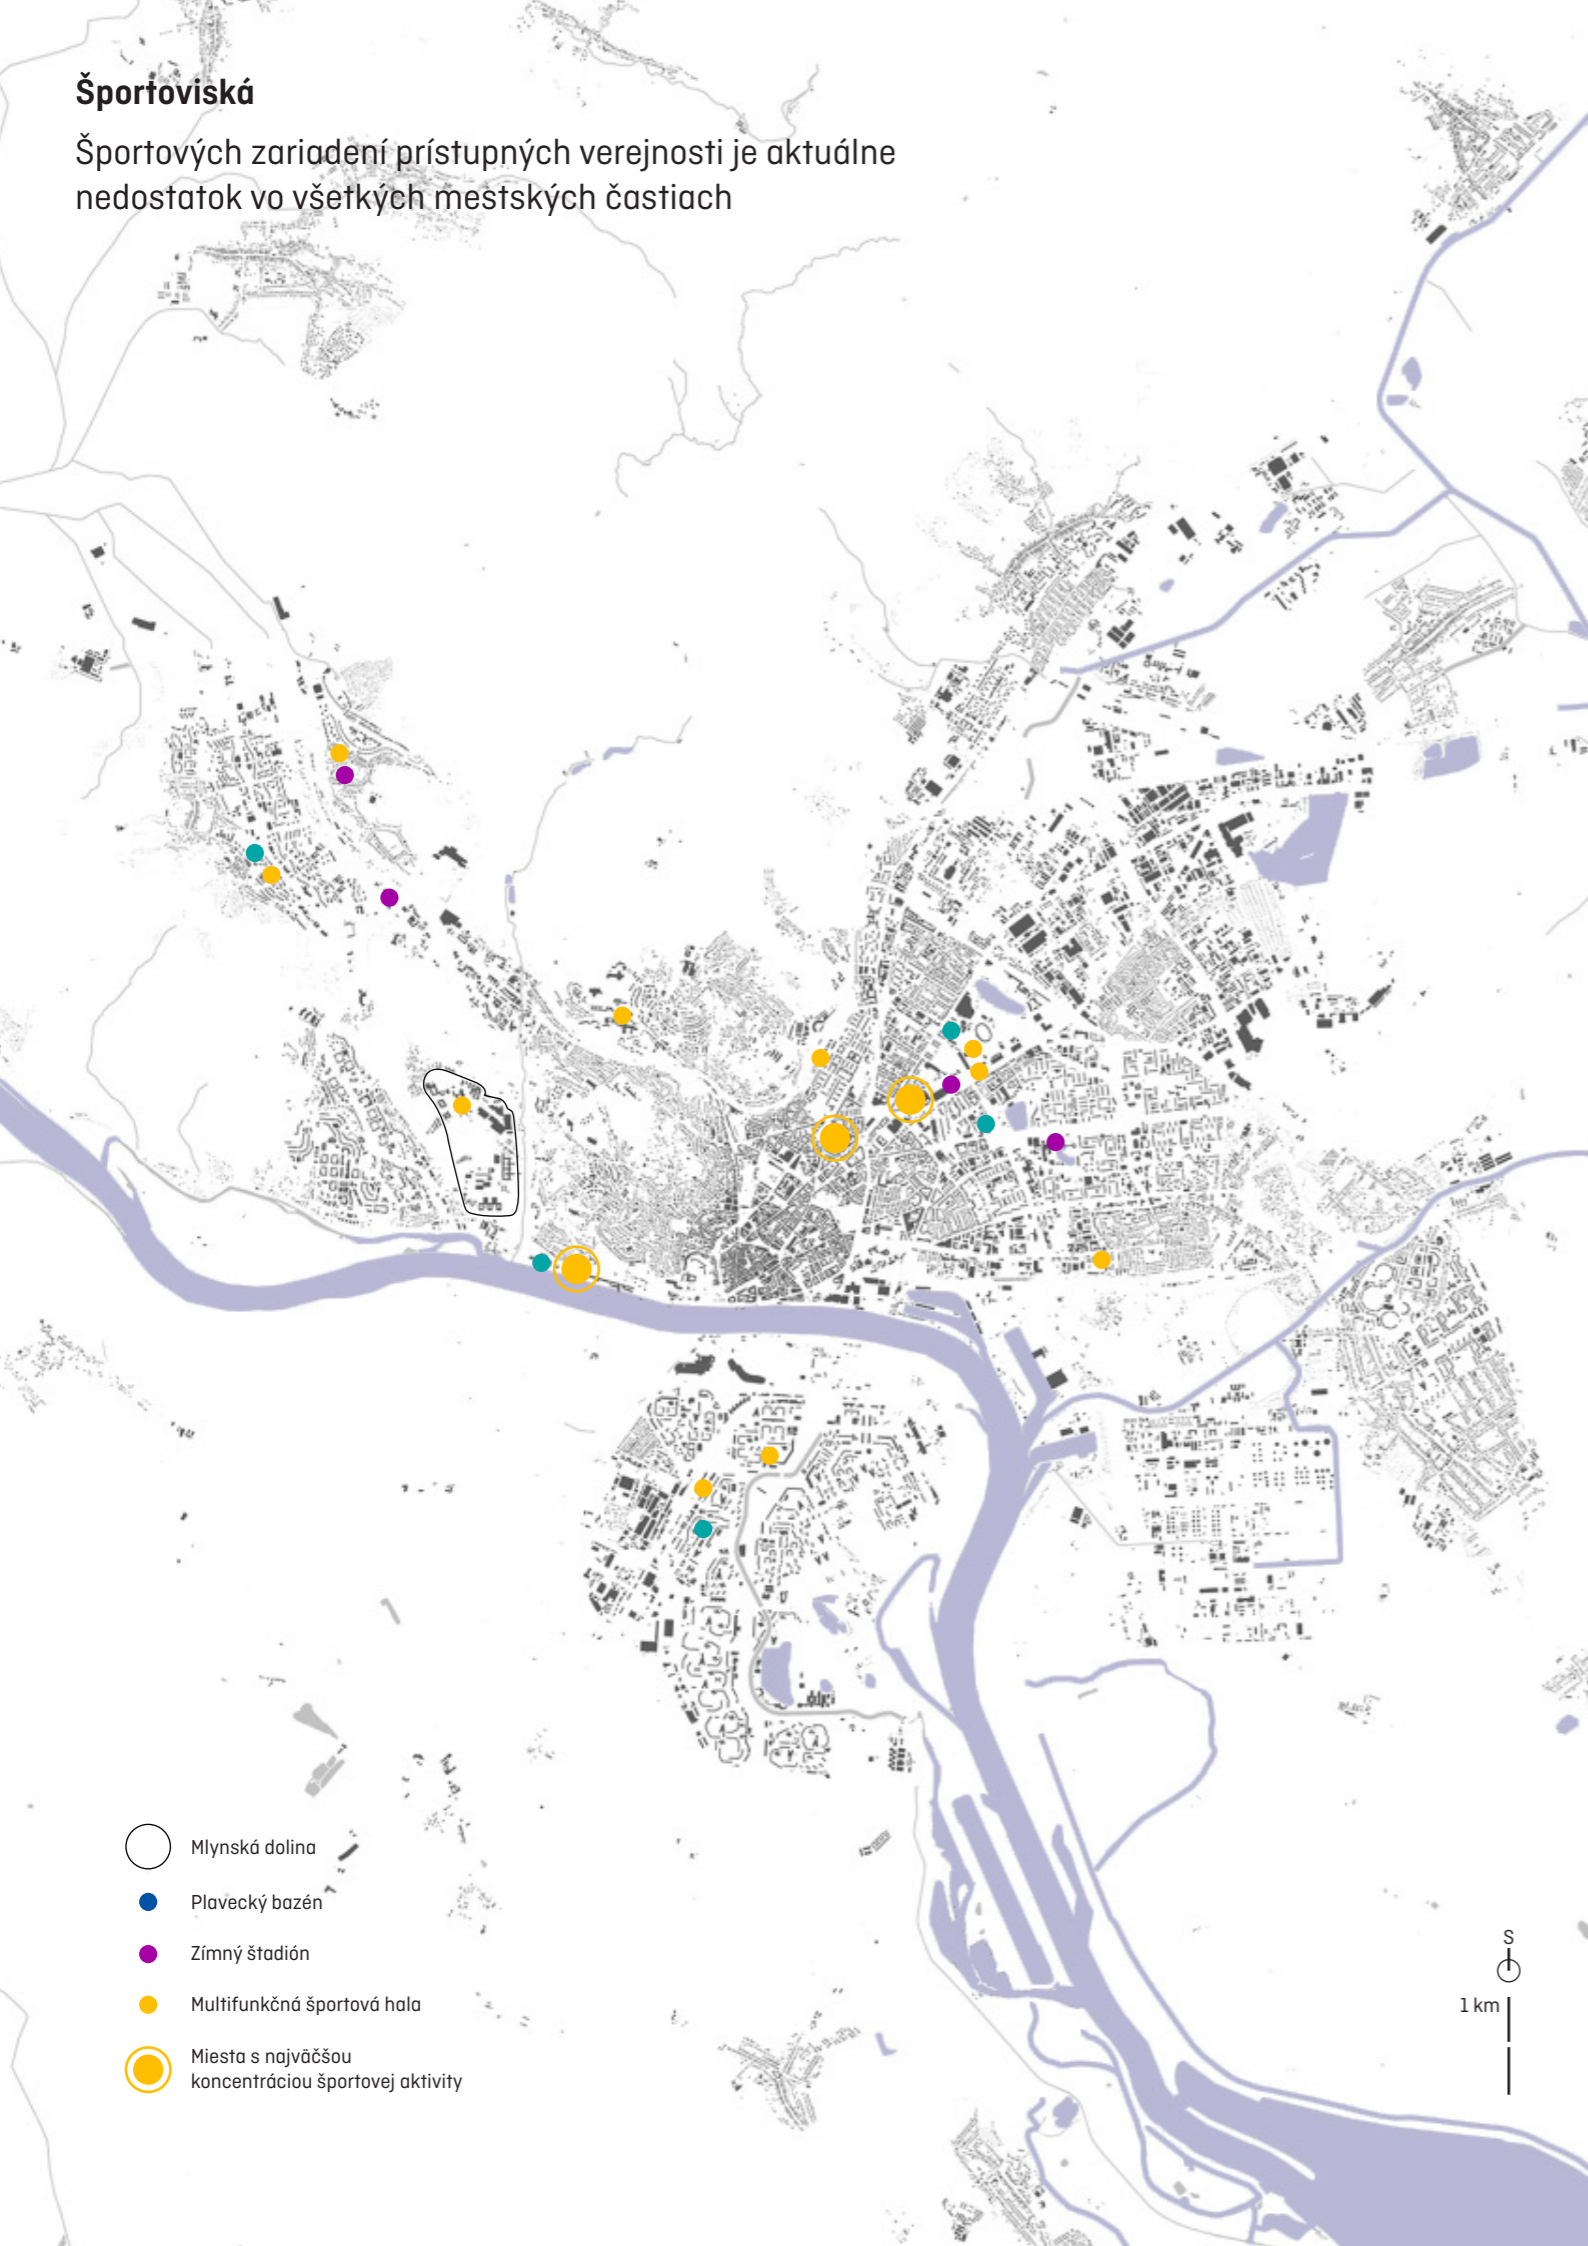 Športoviská
Športových zariadení prístupných verejnosti je aktuálne
nedostatok vo všetkých mestských častiach
Mlynská dolina
Plavecký bazén
Zímný štadión
Multifunkčná športová hala
Miesta s najväčšou
koncentráciou športovej aktivity
S
1 km